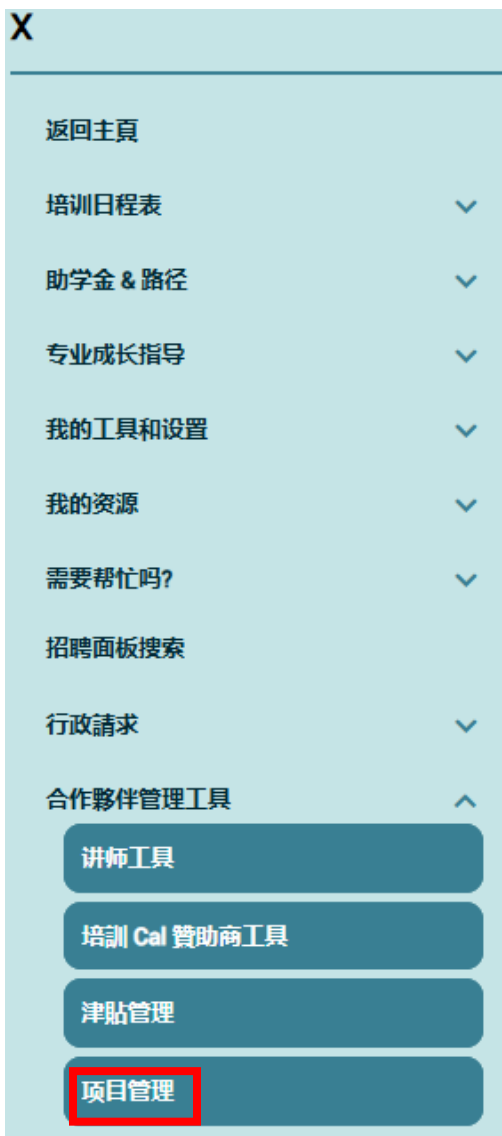 X
返回主頁
培训日程表
助学金 & 路径
专业成长指导
我的工具和设置
我的资源
需要帮忙吗?
招聘面板搜索
行政請求
合作夥伴管理工具
讲师工具
培訓 Cal 贊助商工具
津貼管理
项目管理